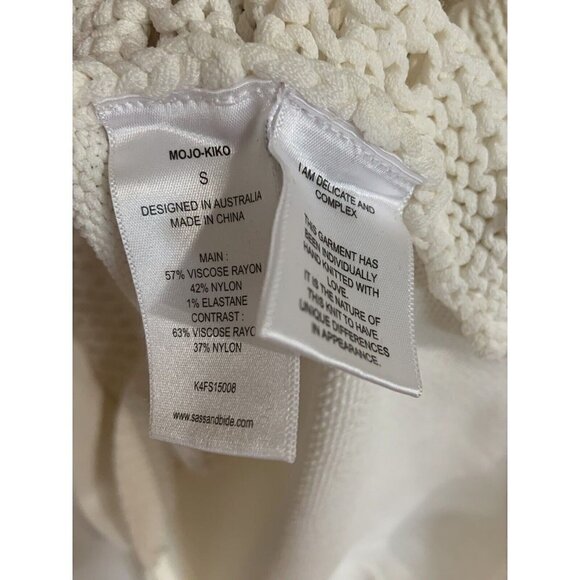 MOJO-KIKO
S
DESIGNED IN AUSTRALIA
MADE IN CHINA
MAIN :
57% VISCOSE RAYON
42% NYLON
1% ELASTANE
CONTRAST :
63% VISCOSE RAYO
37% NYLON
K4FS15008
www.sassandbide.com
I AM DELICATE AND
COMPLEX
THIS GARMENT HAS
BEEN INDIVIDUALLY
HAND KNITTED WITH
LOVE.
IT IS THE NATURE OF
THIS KNIT TO HAVE
UNIQUE DIFFERENCES
IN APPEARANCE.